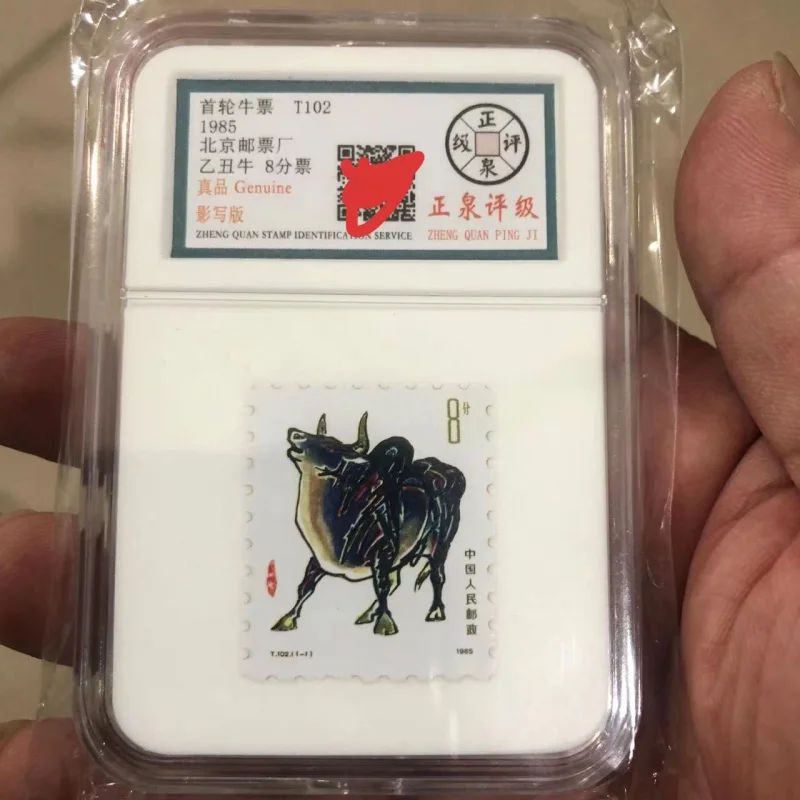 首轮牛票 T102
1985
北京邮票厂
乙丑牛 8分票
真品 Genuine
影写版
ZHENG QUAN STAMP IDENTIFICATION SERVICE
正
级 评
泉
正泉评级
ZHENG QUAN PING JI
8分
中国人民邮政
T.102.(1-1)
1985